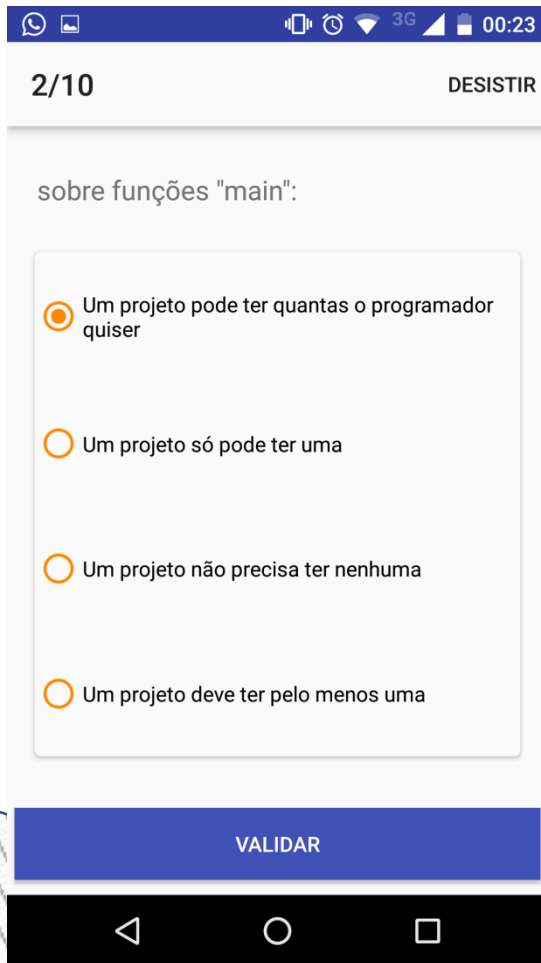 3G 00:23
2/10 DESISTIR
sobre funções "main":
Um projeto pode ter quantas o programador
quiser
Um projeto só pode ter uma
Um projeto não precisa ter nenhuma
Um projeto deve ter pelo menos uma
VALIDAR